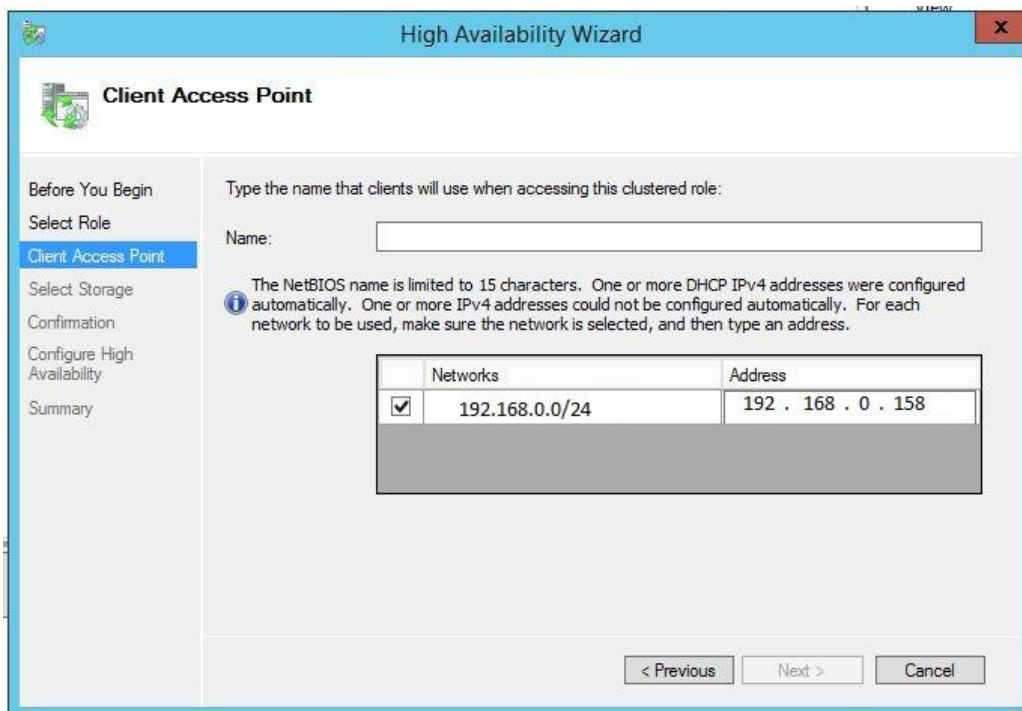 View
High Availability Wizard
x
Client Access Point
Before You Begin
Select Role
Client Access Point
Select Storage
Confirmation
Configure High
Availability
Summary
Type the name that clients will use when accessing this clustered role:
Name:
The NetBIOS name is limited to 15 characters. One or more DHCP IPv4 addresses were configured
automatically. One or more IPv4 addresses could not be configured automatically. For each
network to be used, make sure the network is selected, and then type an address.
Networks Address
192.168.0.0/24 192 . 168 . 0 . 158
< Previous Next > Cancel